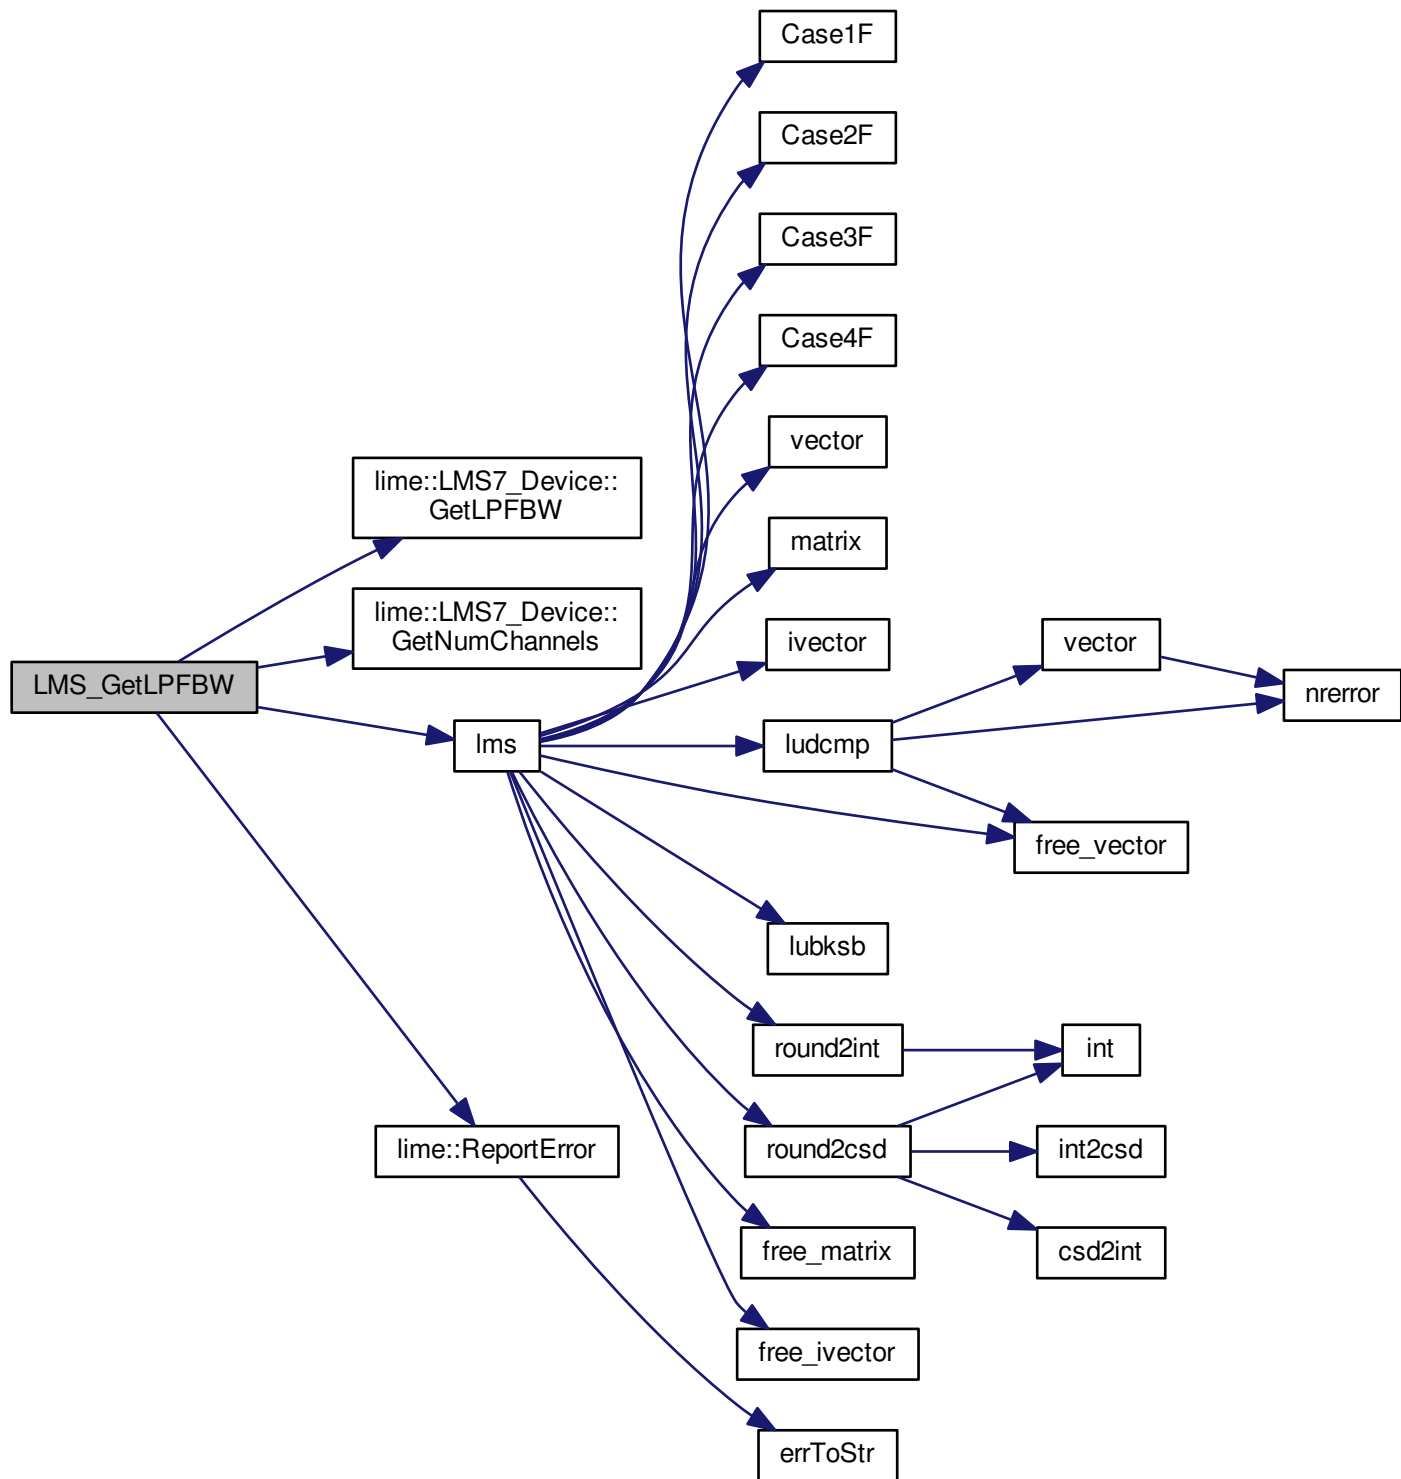 Case1F
Case2F
Case3F
Case4F
vector
lime::LMS7_Device::
GetLPFBW
matrix
lime::LMS7_Device::
GetNumChannels
ivector
vector
LMS_GetLPFBW
nrerror
lms
ludcmp
free_vector
lubksb
round2int
int
lime::ReportError
round2csd
int2csd
free_matrix
csd2int
free_ivector
errToStr